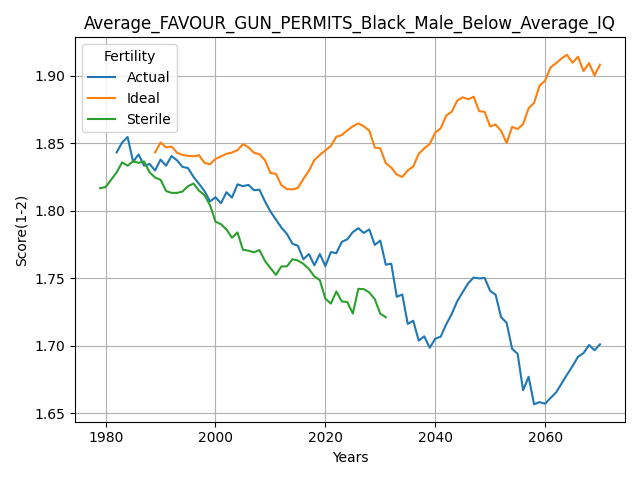 Average_FAVOUR_GUN_PERMITS_Black_Male_Below_Average_IQ
Fertility
Actual
Ideal
Sterile
Score(1-2)
1.90
1.85
1.80
1.75
1.70
1.65
1980
2000
2020
2040
2060
Years